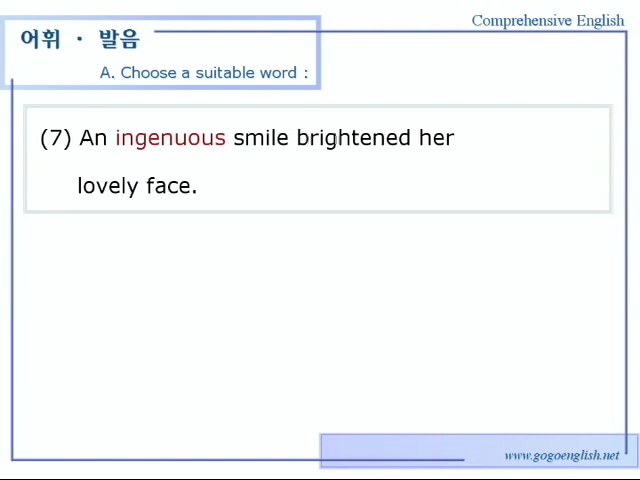 Comprehensive English
어휘 · 발음
A. Choose a suitable word :
(7) An ingenuous smile brightened her
lovely face.
www.gogoenglish.net